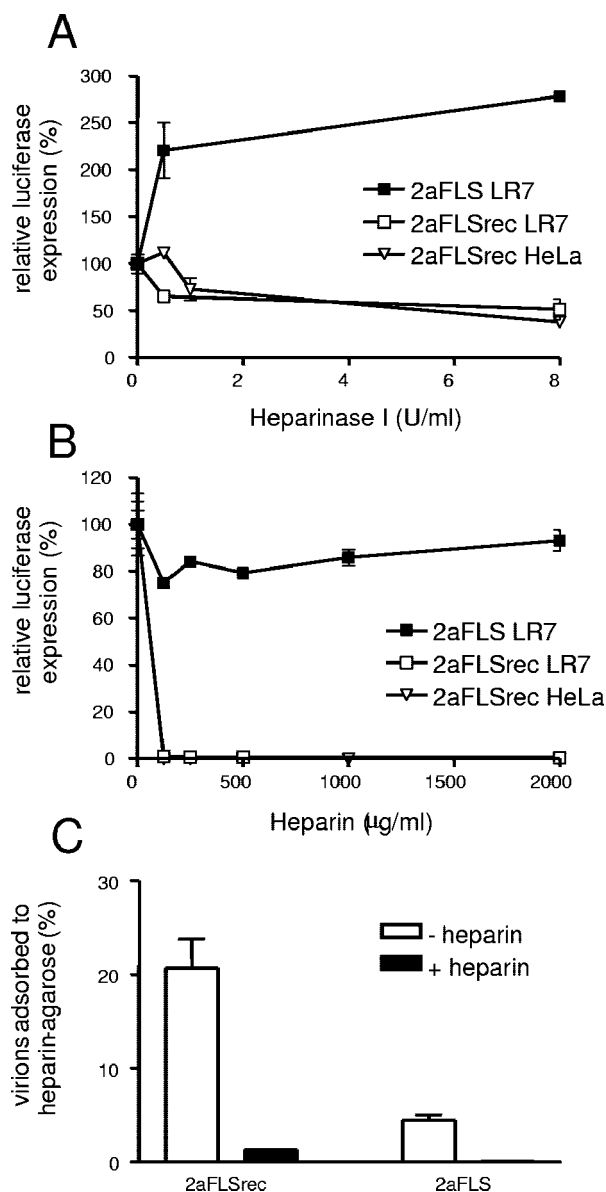 A
relative luciferase
expression (%)
300
250
200
150
100
50
0
2aFLS LR7
2aFLSrec LR7
2aFLSrec HeLa
0 2 4 6 8
Heparinase I (U/ml)
B
relative luciferase
expression (%)
120
100
80
60
40
20
0
2aFLS LR7
2aFLSrec LR7
2aFLSrec HeLa
0 500 1000 1500 2000
Heparin (μg/ml)
C
virions adsorbed to
heparin-agarose (%)
30
20
10
0
- heparin
+ heparin
2aFLSrec 2aFLS